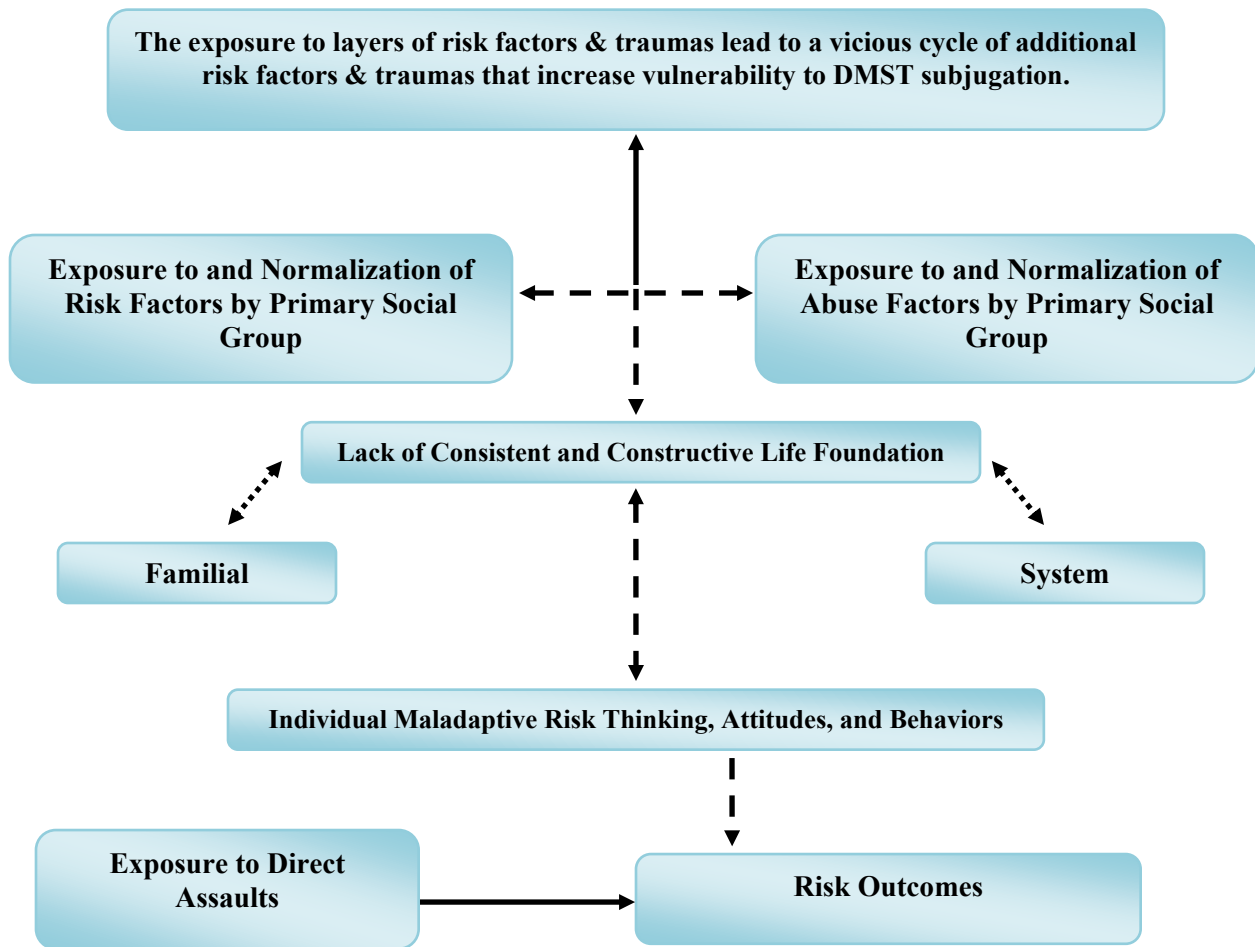 The exposure to layers of risk factors & traumas lead to a vicious cycle of additional
risk factors & traumas that increase vulnerability to DMST subjugation.
Exposure to and Normalization of
Risk Factors by Primary Social
Group
Exposure to and Normalization of
Abuse Factors by Primary Social
Group
Lack of Consistent and Constructive Life Foundation
Familial
System
Individual Maladaptive Risk Thinking, Attitudes, and Behaviors
Exposure to Direct
Assaults
Risk Outcomes